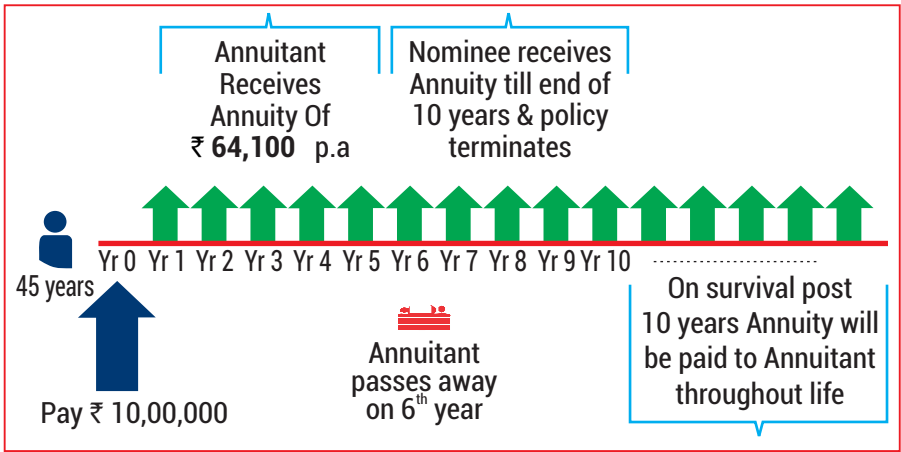 Annuitant
Receives
Annuity Of
₹ 64,100 p.a
Nominee receives
Annuity till end of
10 years & policy
terminates
45 years
Yr 0 Yr 1 Yr 2 Yr 3 Yr 4 Yr 5 Yr 6 Yr 7 Yr 8 Yr 9 Yr 10 ....................
Pay ₹ 10,00,000
Annuitant
passes away
on 6th year
On survival post
10 years Annuity will
be paid to Annuitant
throughout life